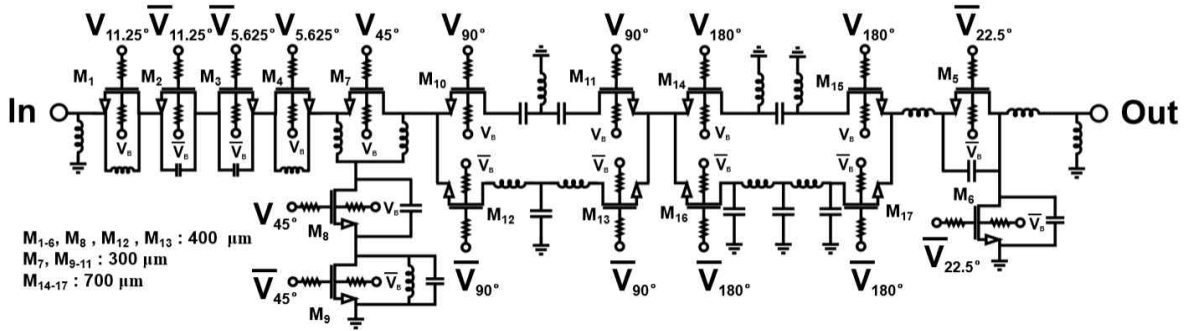 V11.25° V̅11.25° V̅5.625° V5.625° V45° V90° V90° V180° V180° V̅22.5°
M1 M2 M3 M4 M7 M10 M11 M14 M15 M5
In Out
VB V̅B V̅B VB VB VB VB VB VB V̅B
V̅B V̅B V̅B V̅B
M12 M13 M16 M17 M6
V45° VB V̅B
M8 V̅22.5°
M1-6, M8 , M12 , M13 : 400 μm
M7, M9-11 : 300 μm
M14-17 : 700 μm
V̅45° V̅B V̅90° V̅90° V̅180° V̅180°
M9